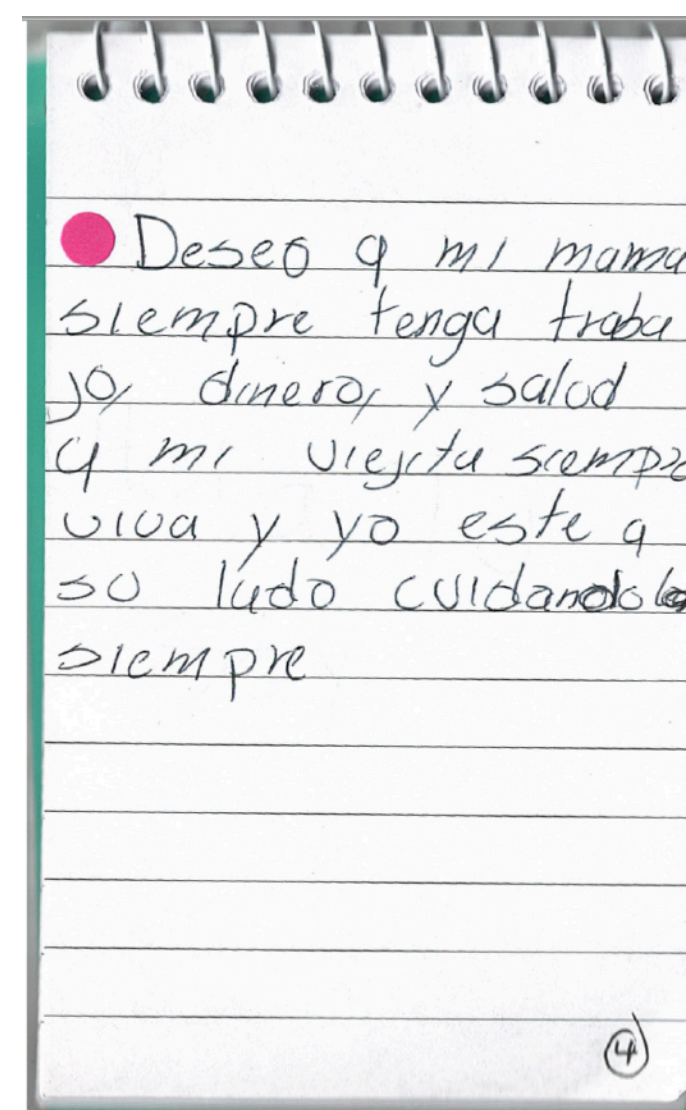 Deseo q mi mama
siempre tenga traba
jo, dinero, y salud
q mi viejita siempre
viva y yo este a
su lado cuidandola
siempre
4